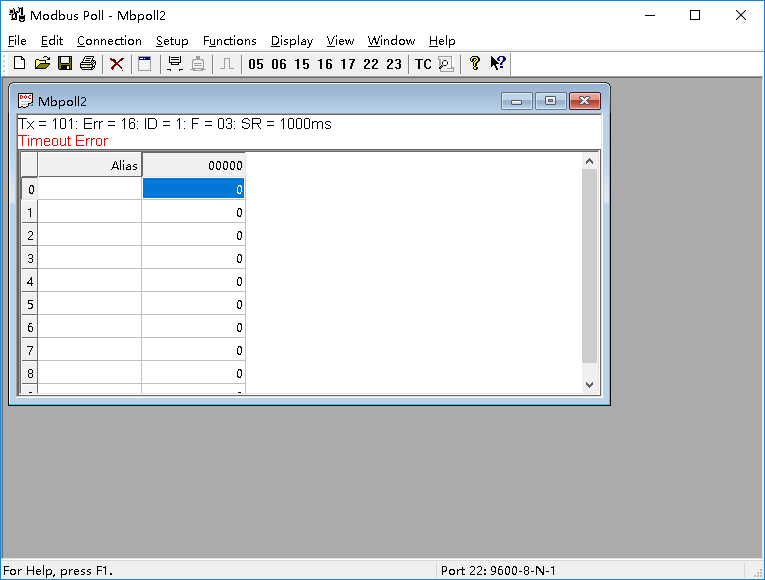 Modbus Poll - Mbpoll2
File Edit Connection Setup Functions Display View Window Help
05 06 15 16 17 22 23 TC
Mbpoll2
Tx = 101: Err = 16: ID = 1: F = 03: SR = 1000ms
Timeout Error
Alias 00000
0 0
1 0
2 0
3 0
4 0
5 0
6 0
7 0
8 0
For Help, press F1. Port 22: 9600-8-N-1